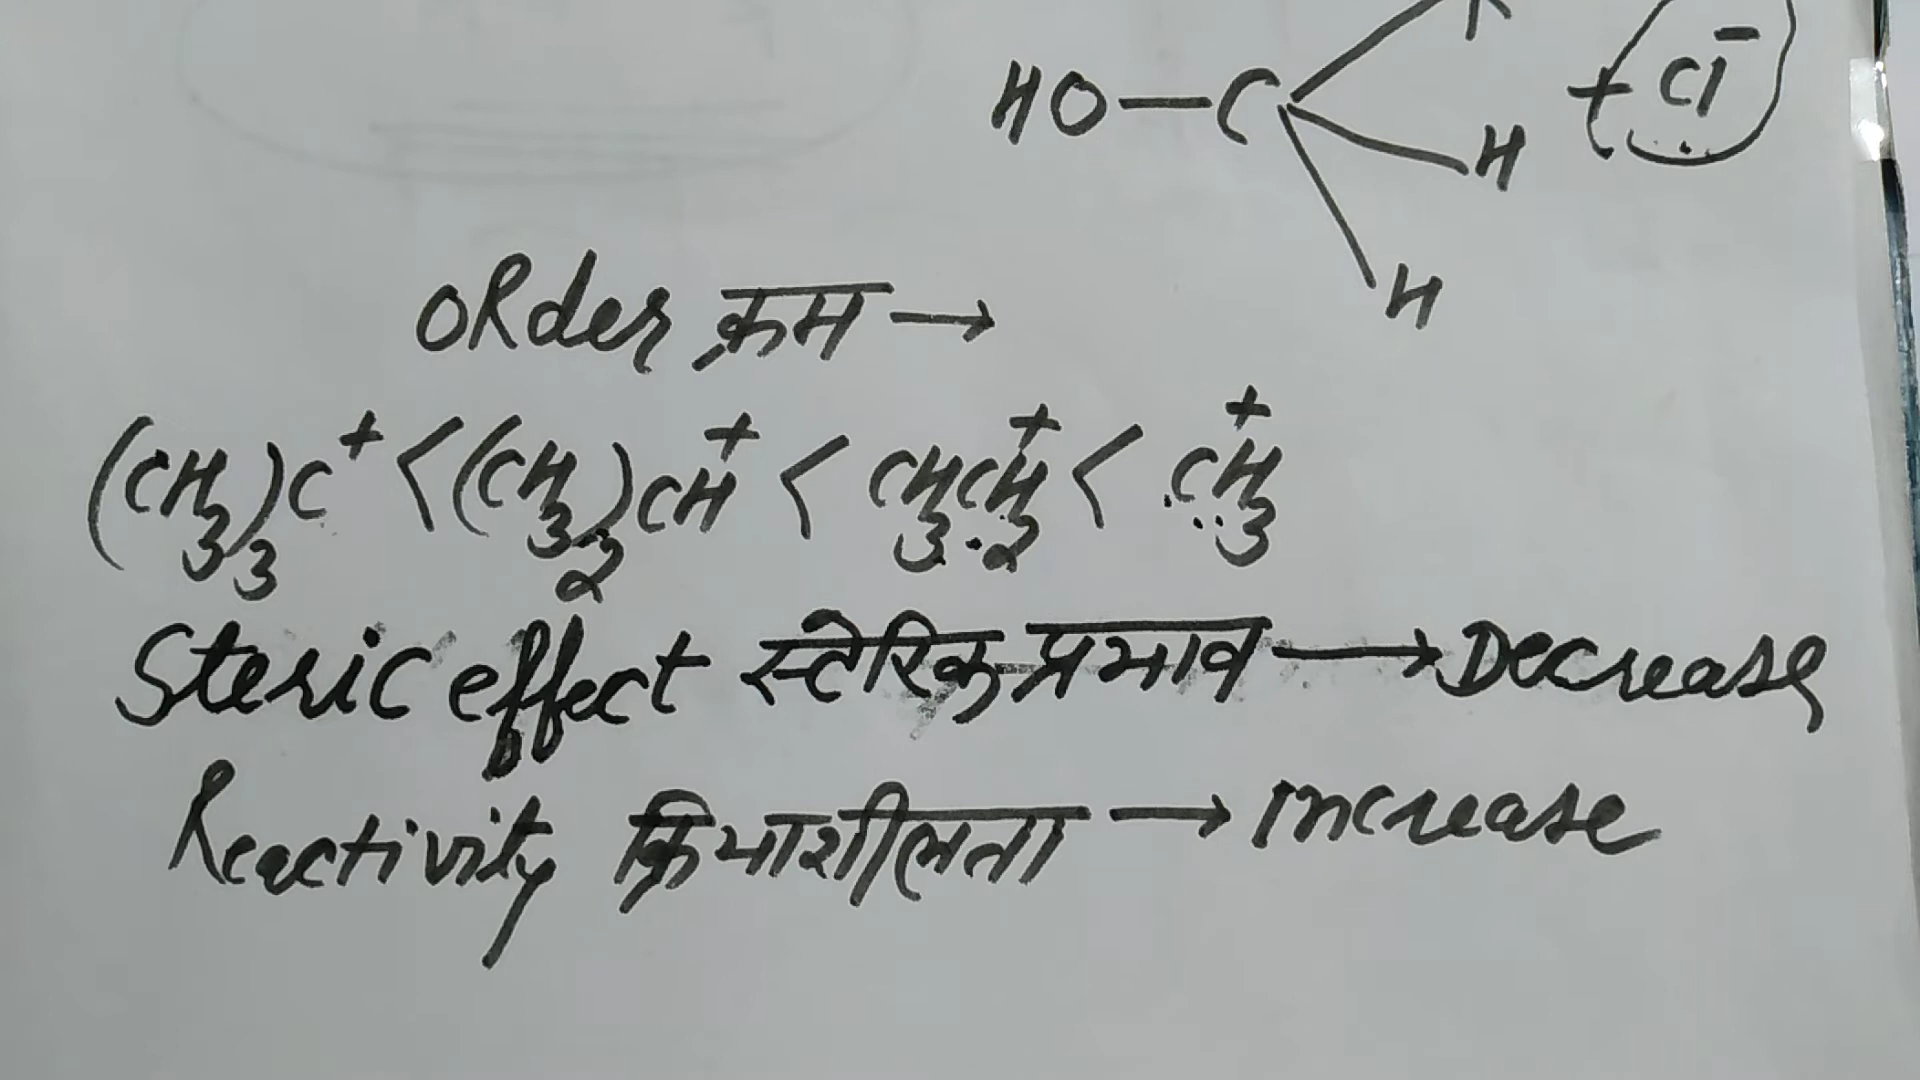 HO—C H + Cl⁻
H
ORder क्रम →
(CH₃)₃C⁺ < (CH₃)₂CH⁺ < CH₃CH₂⁺ < CH₃⁺
Steric effect स्टेरिक प्रभाव → Decrease
Reactivity क्रियाशीलता → Increase